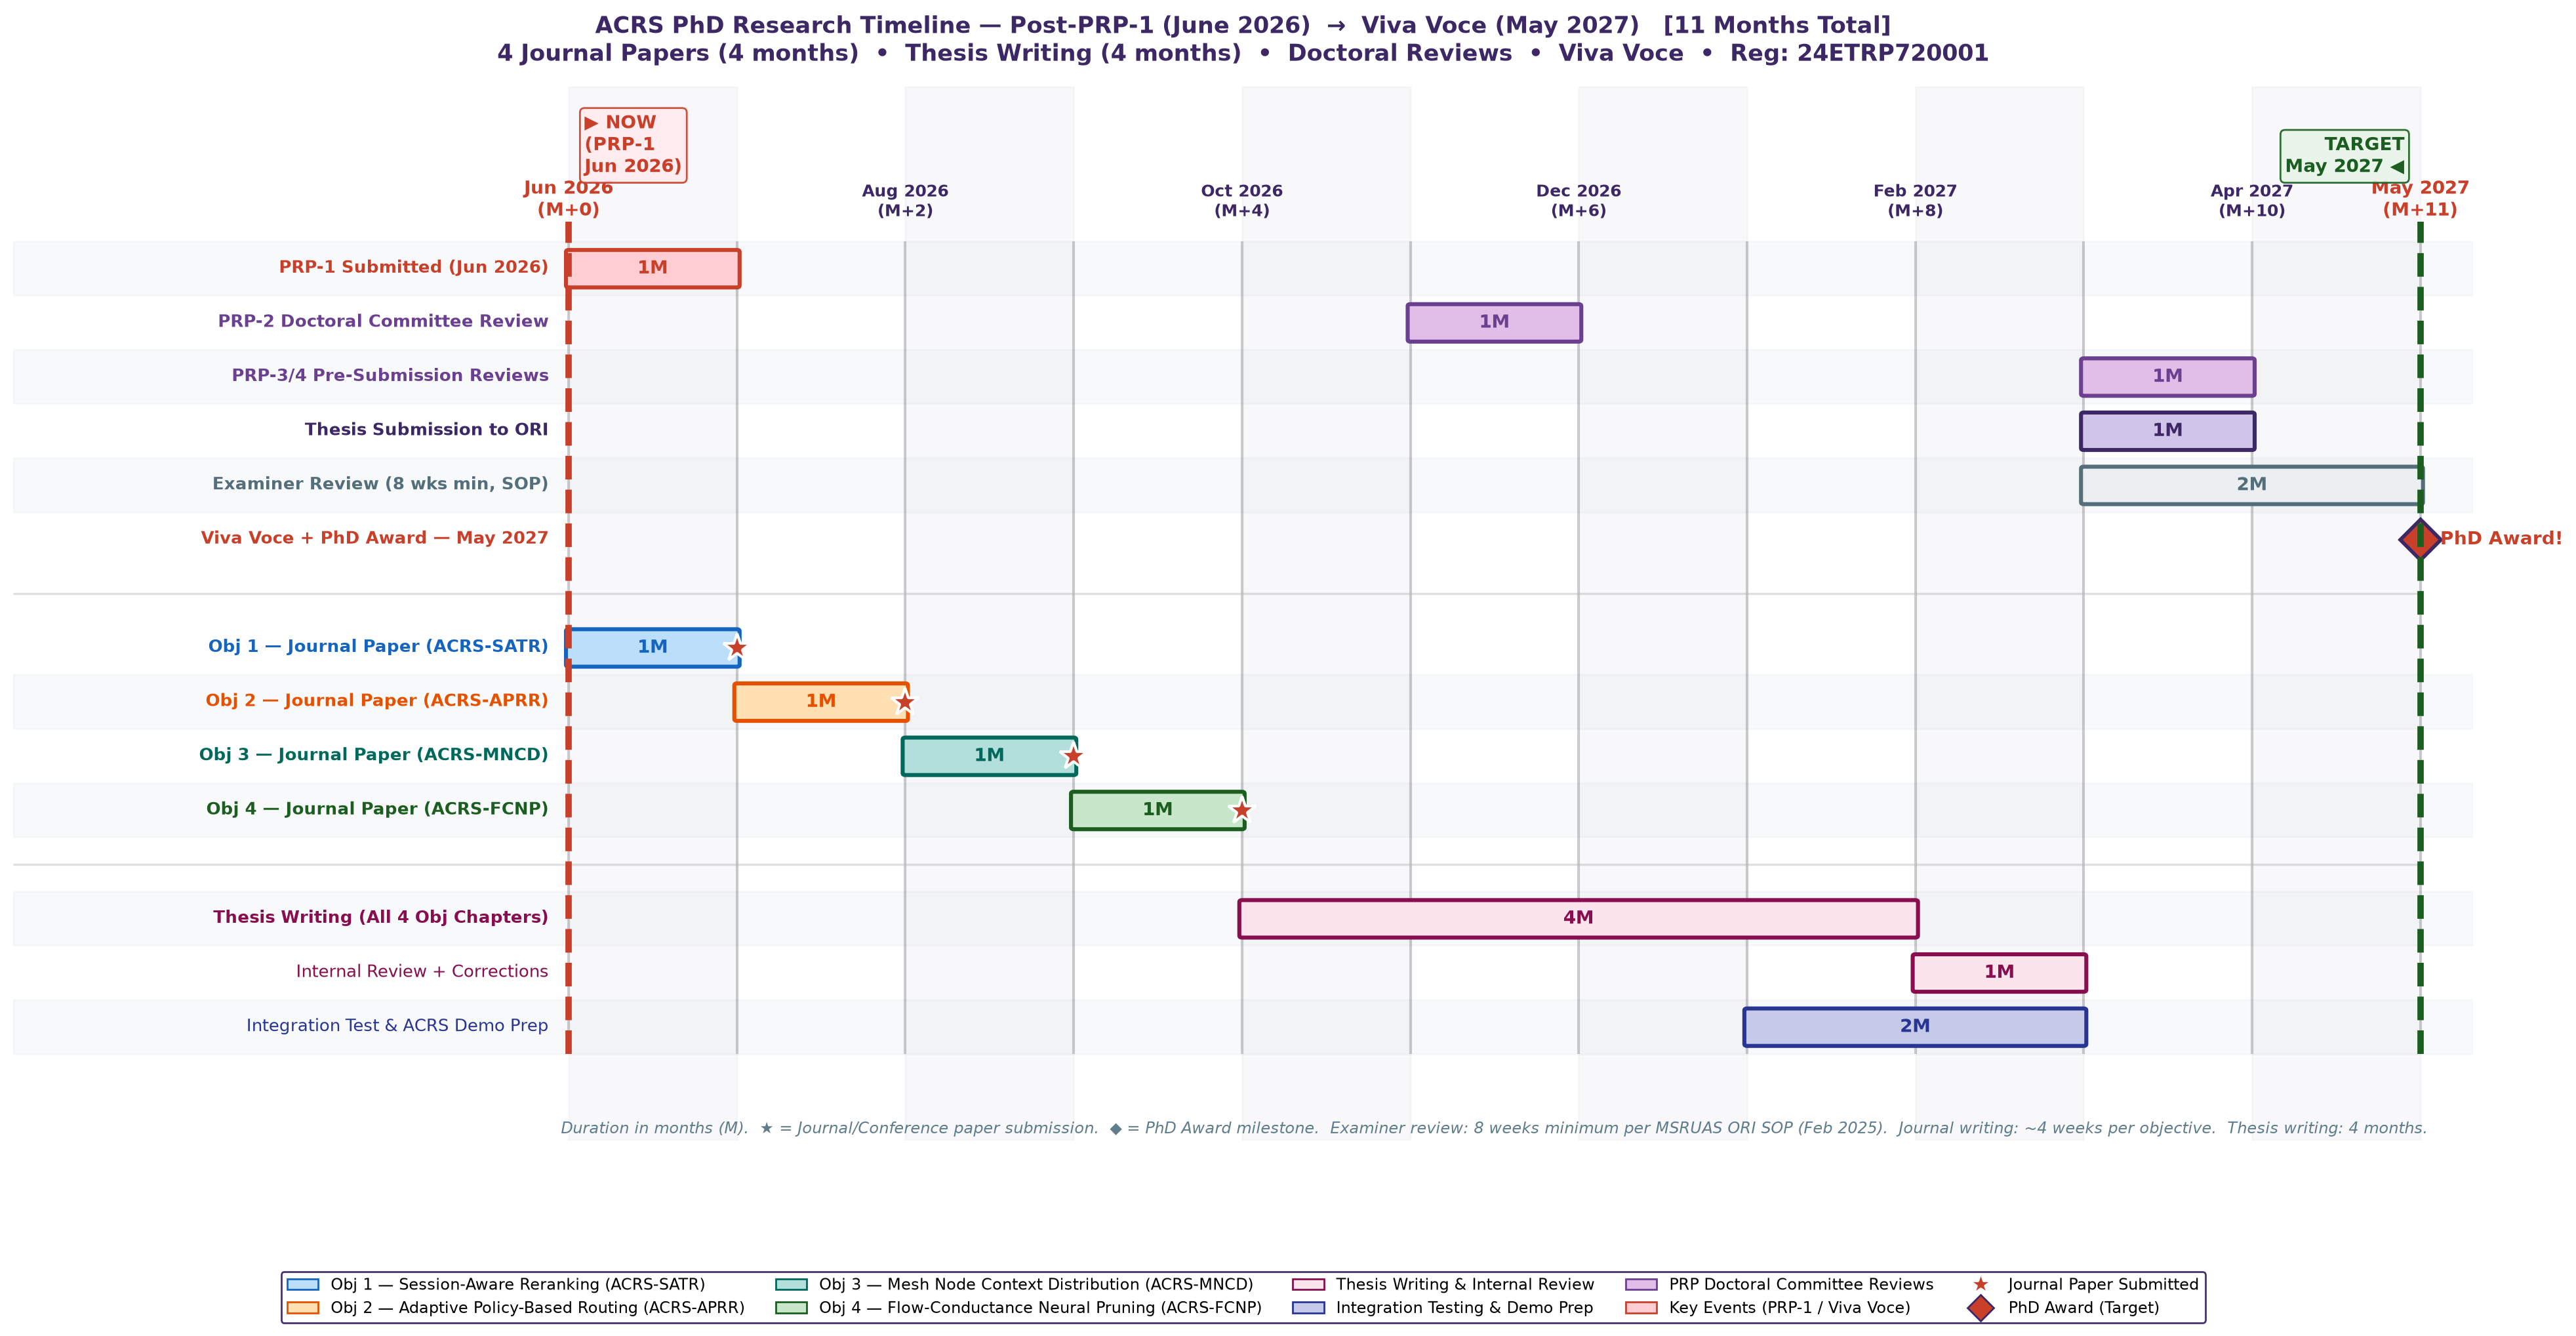 ACRS PhD Research Timeline — Post-PRP-1 (June 2026) → Viva Voce (May 2027) [11 Months Total]
4 Journal Papers (4 months) • Thesis Writing (4 months) • Doctoral Reviews • Viva Voce • Reg: 24ETRP720001
▶ NOW
(PRP-1
Jun 2026)
TARGET
May 2027 ◀
Jun 2026
(M+0)
Aug 2026
(M+2)
Oct 2026
(M+4)
Dec 2026
(M+6)
Feb 2027
(M+8)
Apr 2027
(M+10)
May 2027
(M+11)
PRP-1 Submitted (Jun 2026)
1M
PRP-2 Doctoral Committee Review
1M
PRP-3/4 Pre-Submission Reviews
1M
Thesis Submission to ORI
1M
Examiner Review (8 wks min, SOP)
2M
Viva Voce + PhD Award — May 2027
PhD Award!
Obj 1 — Journal Paper (ACRS-SATR)
1M
Obj 2 — Journal Paper (ACRS-APRR)
1M
Obj 3 — Journal Paper (ACRS-MNCD)
1M
Obj 4 — Journal Paper (ACRS-FCNP)
1M
Thesis Writing (All 4 Obj Chapters)
4M
Internal Review + Corrections
1M
Integration Test & ACRS Demo Prep
2M
Duration in months (M). ★ = Journal/Conference paper submission. ◆ = PhD Award milestone. Examiner review: 8 weeks minimum per MSRUAS ORI SOP (Feb 2025). Journal writing: ~4 weeks per objective. Thesis writing: 4 months.
Obj 1 — Session-Aware Reranking (ACRS-SATR)
Obj 2 — Adaptive Policy-Based Routing (ACRS-APRR)
Obj 3 — Mesh Node Context Distribution (ACRS-MNCD)
Obj 4 — Flow-Conductance Neural Pruning (ACRS-FCNP)
Thesis Writing & Internal Review
Integration Testing & Demo Prep
PRP Doctoral Committee Reviews
Key Events (PRP-1 / Viva Voce)
Journal Paper Submitted
PhD Award (Target)